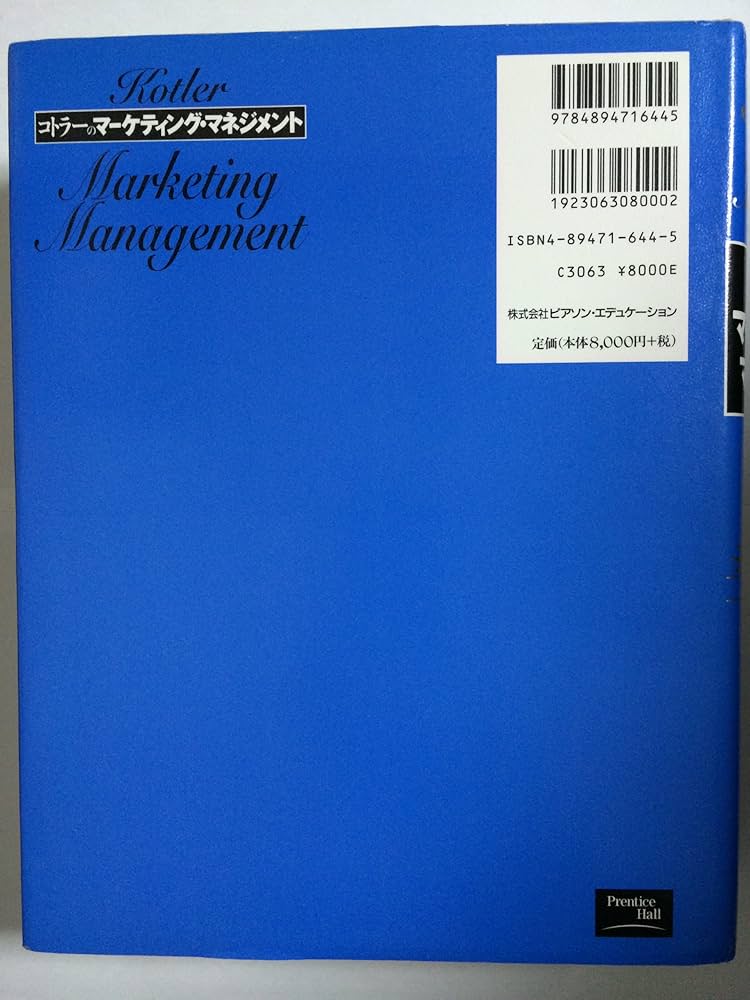 Kotler
コトラーのマーケティング・マネジメント
Marketing
Management
9784894716445
1923063080002
ISBN4-89471-644-5
C3063 ¥8000E
株式会社ピアソン・エデュケーション
定価(本体8,000円+税)
Prentice
Hall